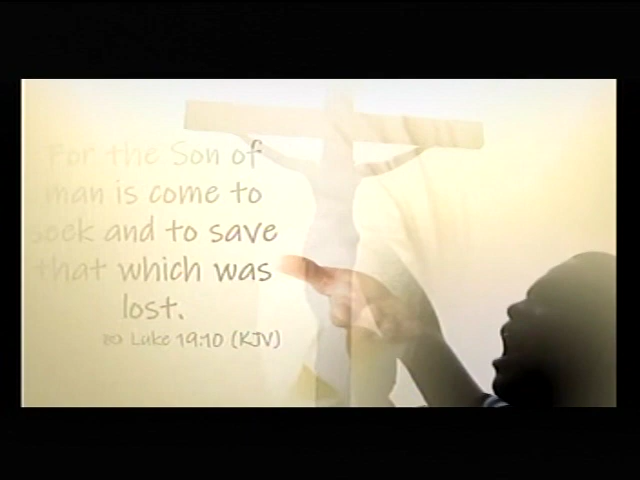 For the Son of
man is come to
seek and to save
that which was
lost.
Luke 19:10 (KJV)